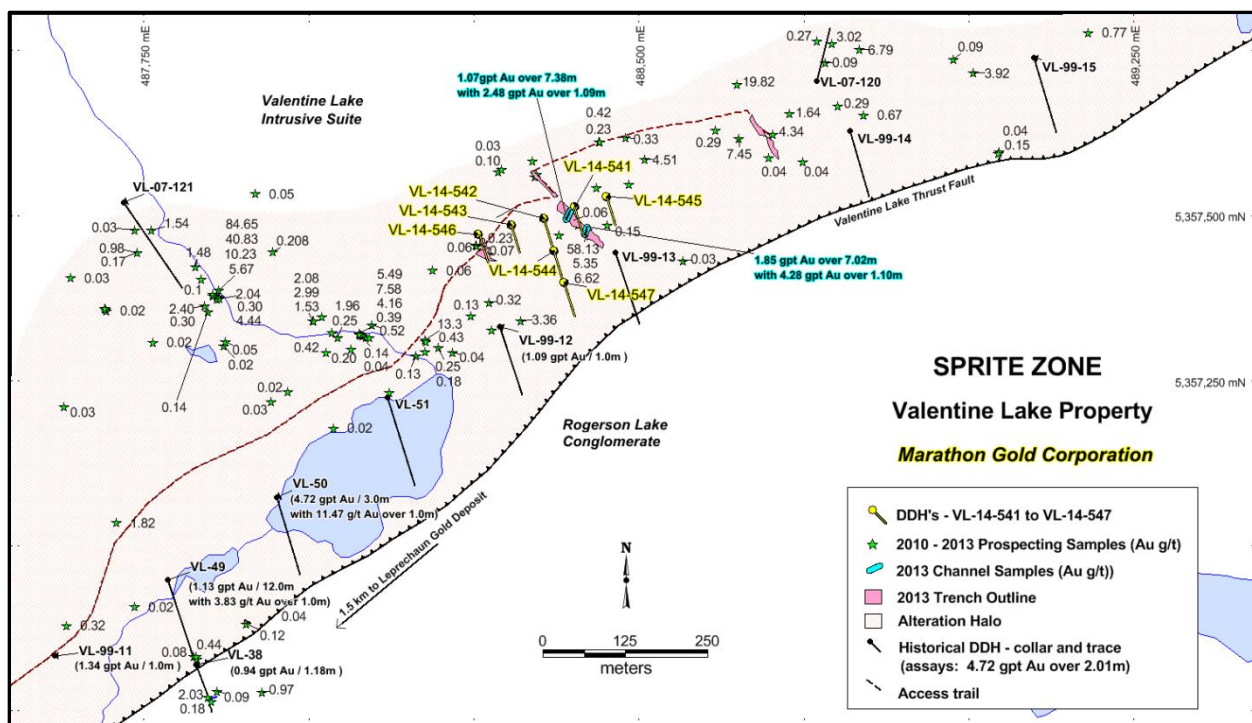 487,750 mE
488,500 mE
489,250 mE
0.77
0.27
3.02
6.79
0.09
0.09
3.92
VL-99-15
1.07gpt Au over 7.38m
with 2.48 gpt Au over 1.09m
19.82
VL-07-120
Valentine Lake
Intrusive Suite
0.42
0.23
0.33
1.64
0.29
0.67
VL-99-14
0.29
7.45
4.34
0.04
0.15
0.03
0.10
4.51
0.04
0.04
VL-14-541
VL-07-121
0.05
VL-14-542
VL-14-543
VL-14-546
VL-14-545
Valentine Lake Thrust Fault
5,357,500 mN
0.03
1.54
84.65
40.83
10.23
5.67
0.208
0.06
0.15
0.23
0.07
0.06
58.13
5.35
6.62
0.98
0.17
1.48
VL-14-544
VL-99-13
0.03
1.85 gpt Au over 7.02m
with 4.28 gpt Au over 1.10m
0.03
0.06
VL-14-547
0.1
2.08
2.99
1.53
5.49
7.58
4.16
0.39
0.52
0.02
2.40
0.30
2.04
0.30
4.44
1.96
0.25
0.13
0.32
3.36
13.3
0.43
VL-99-12
(1.09 gpt Au / 1.0m )
0.02
0.05
0.02
0.42
0.20
0.14
0.04
0.13
0.25
0.18
0.04
5,357,250 mN
0.14
0.02
0.03
0.03
VL-51
0.02
Rogerson Lake
Conglomerate
SPRITE ZONE
Valentine Lake Property
Marathon Gold Corporation
VL-50
(4.72 gpt Au / 3.0m
with 11.47 g/t Au over 1.0m)
1.82
1.5 km to Leprechaun Gold Deposit
VL-49
(1.13 gpt Au / 12.0m
with 3.83 g/t Au over 1.0m)
0.02
0.32
0.04
0.12
VL-99-11
(1.34 gpt Au / 1.0m )
0.08
0.44
VL-38
(0.94 gpt Au / 1.18m )
2.03
0.18
0.09
0.97
N
0 125 250
meters
DDH's - VL-14-541 to VL-14-547
2010 - 2013 Prospecting Samples (Au g/t)
2013 Channel Samples (Au g/t))
2013 Trench Outline
Alteration Halo
Historical DDH - collar and trace
(assays: 4.72 gpt Au over 2.01m)
Access trail